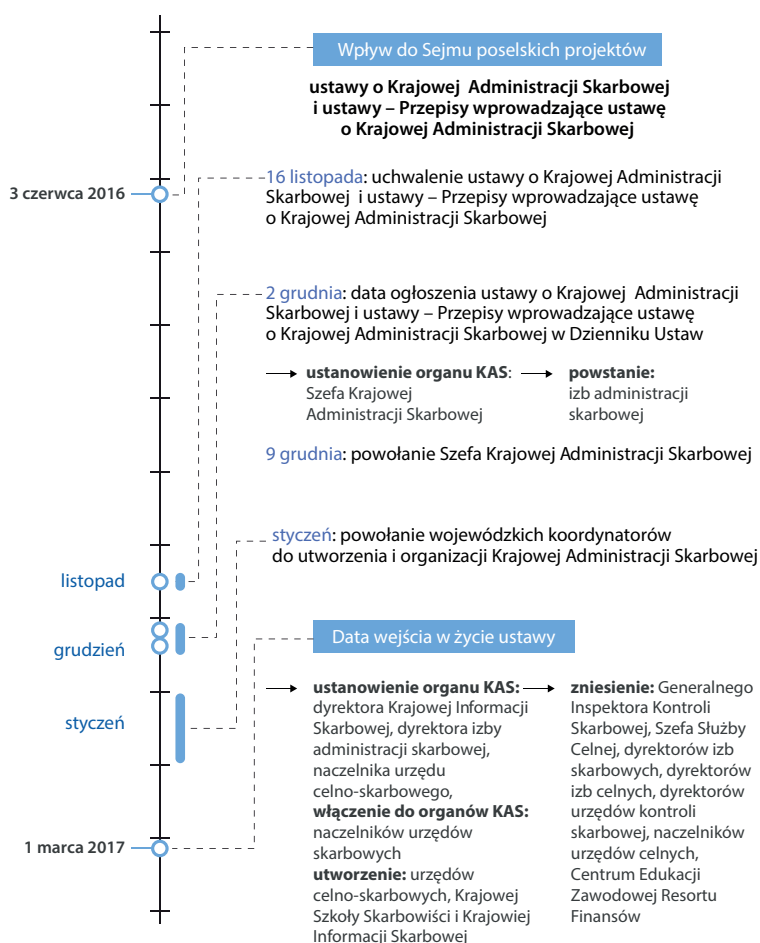 Wpływ do Sejmu poselskich projektów
ustawy o Krajowej Administracji Skarbowej
i ustawy – Przepisy wprowadzające ustawę
o Krajowej Administracji Skarbowej
3 czerwca 2016
16 listopada: uchwalenie ustawy o Krajowej Administracji
Skarbowej i ustawy – Przepisy wprowadzające ustawę
o Krajowej Administracji Skarbowej
2 grudnia: data ogłoszenia ustawy o Krajowej Administracji
Skarbowej i ustawy – Przepisy wprowadzające ustawę
o Krajowej Administracji Skarbowej w Dzienniku Ustaw
ustanowienie organu KAS:
Szefa Krajowej
Administracji Skarbowej
powstanie:
izb administracji
skarbowej
9 grudnia: powołanie Szefa Krajowej Administracji Skarbowej
styczeń: powołanie wojewódzkich koordynatorów
do utworzenia i organizacji Krajowej Administracji Skarbowej
listopad
grudzień
styczeń
1 marca 2017
Data wejścia w życie ustawy
ustanowienie organu KAS:
dyrektora Krajowej Informacji
Skarbowej, dyrektora izby
administracji skarbowej,
naczelnika urzędu
celno-skarbowego,
włączenie do organów KAS:
naczelników urzędów
skarbowych
utworzenie: urzędów
celno-skarbowych, Krajowej
Szkoły Skarbowiści i Krajowiej
Informacji Skarbowej
zniesienie: Generalnego
Inspektora Kontroli
Skarbowej, Szefa Służby
Celnej, dyrektorów izb
skarbowych, dyrektorów
izb celnych, dyrektorów
urzędów kontroli
skarbowej, naczelników
urzędów celnych,
Centrum Edukacji
Zawodowej Resortu
Finansów